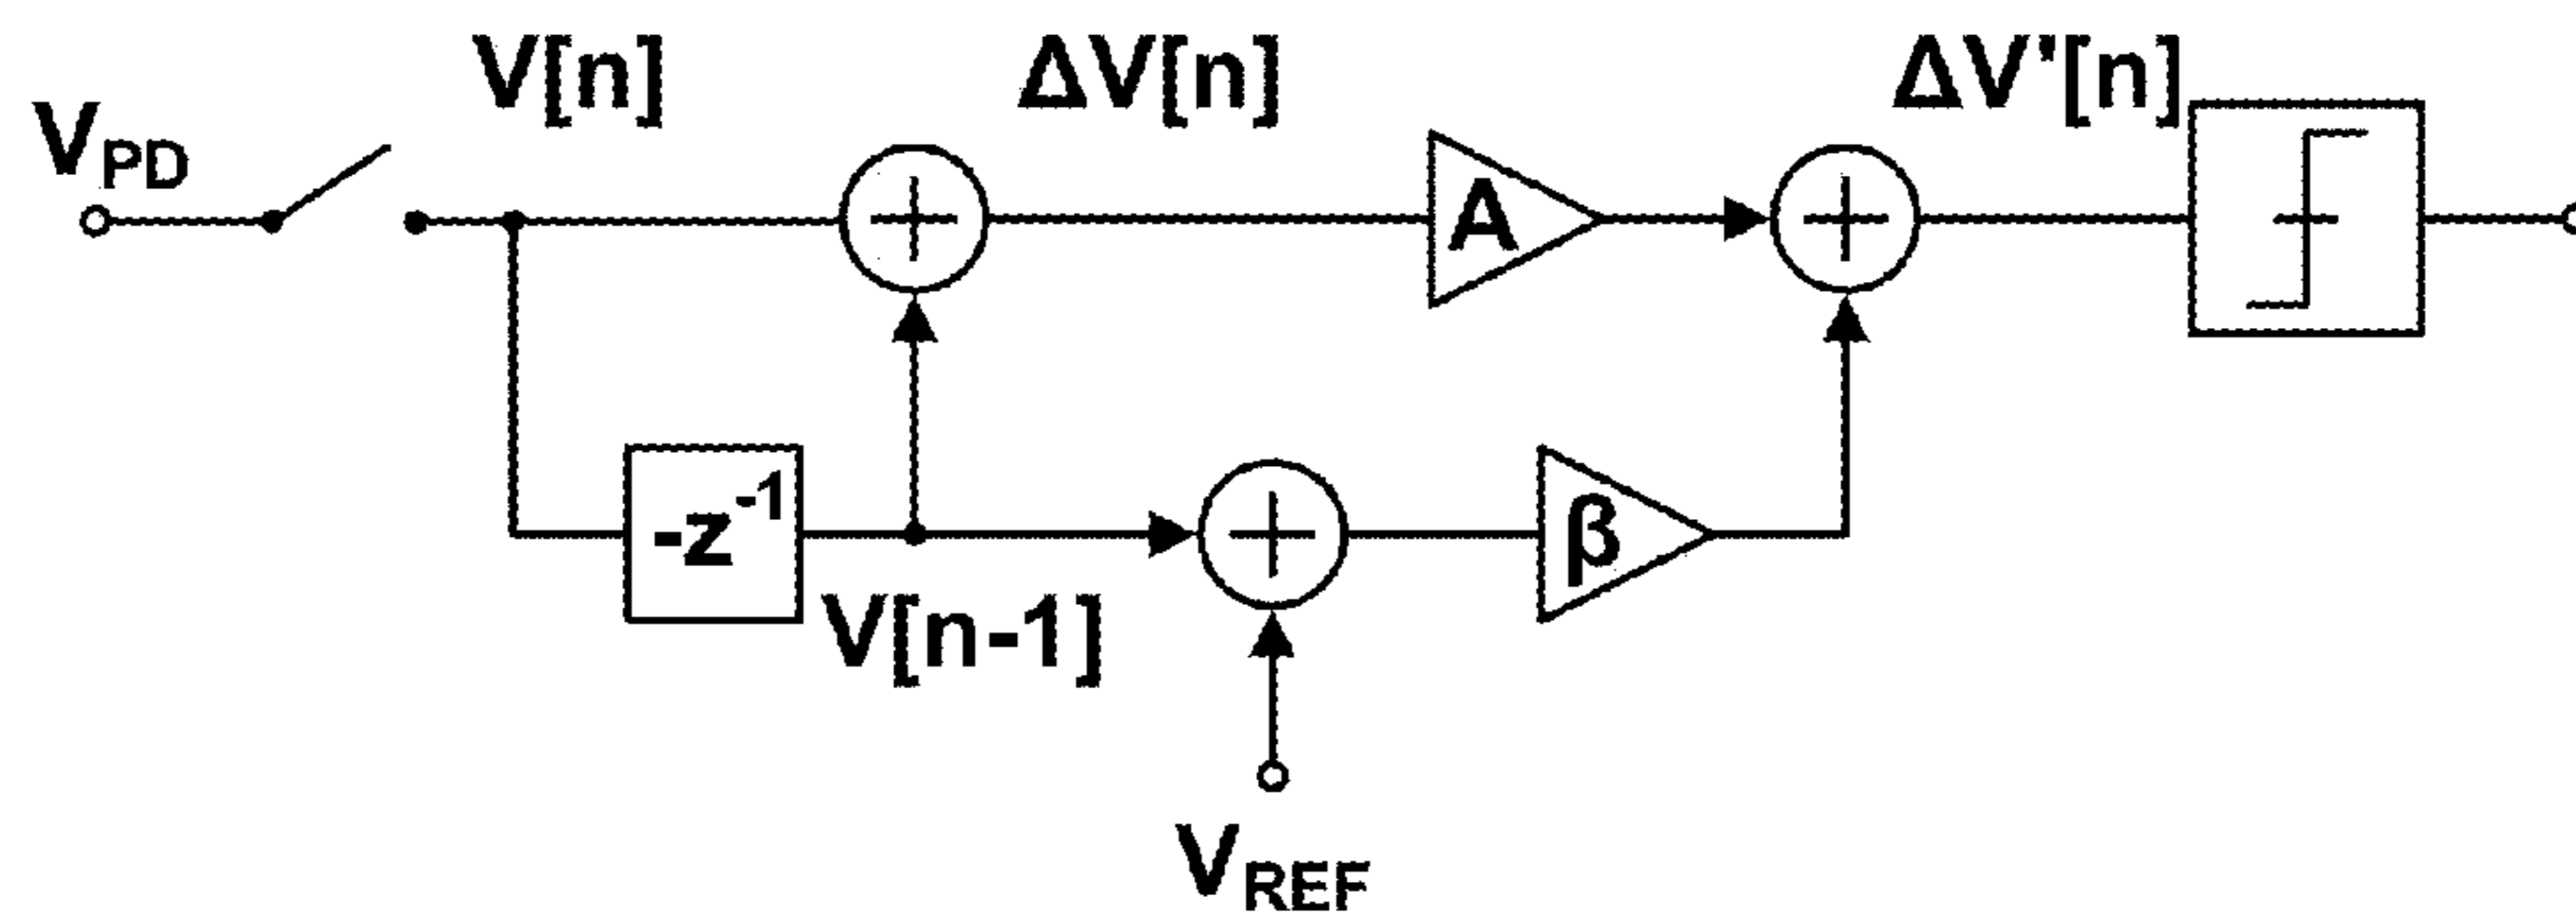 V[n]
ΔV[n]
ΔV'[n]
V_PD
A
-z^-1
β
V[n-1]
V_REF